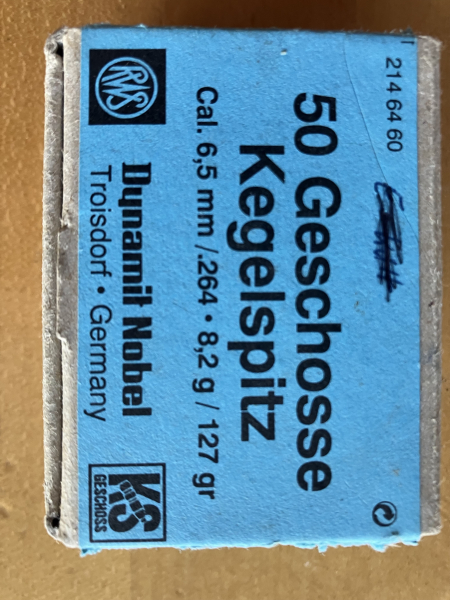 214 64 60
50 Geschosse
Kegelspitz
Cal. 6,5 mm /.264 • 8,2 g / 127 gr
RWS
Dynamit Nobel
Troisdorf • Germany
KS
GESCHOSS